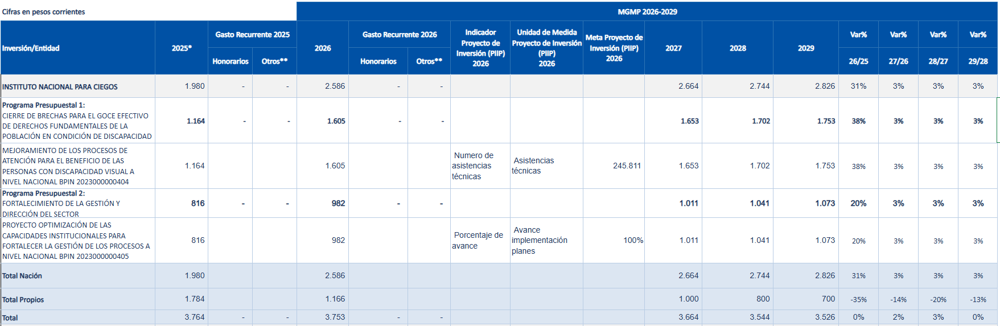 Cifras en pesos corrientes
MGMP 2026-2029
Inversión/Entidad
2025*
Gasto Recurrente 2025
Honorarios
Otros**
2026
Gasto Recurrente 2026
Honorarios
Otros**
Indicador
Proyecto de
Inversión (PIIP)
2026
Unidad de Medida
Proyecto de Inversión
(PIIP)
2026
Meta Proyecto de
Inversión (PIIP)
2026
2027
2028
2029
Var%
26/25
Var%
27/26
Var%
28/27
Var%
29/28
INSTITUTO NACIONAL PARA CIEGOS 1.980 - - 2.586 - - 2.664 2.744 2.826 31% 3% 3% 3%
Programa Presupuestal 1:
CIERRE DE BRECHAS PARA EL GOCE EFECTIVO
DE DERECHOS FUNDAMENTALES DE LA
POBLACIÓN EN CONDICIÓN DE DISCAPACIDAD
1.164 - - 1.605 - - 1.653 1.702 1.753 38% 3% 3% 3%
MEJORAMIENTO DE LOS PROCESOS DE
ATENCIÓN PARA EL BENEFICIO DE LAS
PERSONAS CON DISCAPACIDAD VISUAL A
NIVEL NACIONAL BPIN 2023000000404
1.164 1.605
Numero de
asistencias
técnicas
Asistencias
técnicas
245.811 1.653 1.702 1.753 38% 3% 3% 3%
Programa Presupuestal 2:
FORTALECIMIENTO DE LA GESTIÓN Y
DIRECCIÓN DEL SECTOR
816 - - 982 - - 1.011 1.041 1.073 20% 3% 3% 3%
PROYECTO OPTIMIZACIÓN DE LAS
CAPACIDADES INSTITUCIONALES PARA
FORTALECER LA GESTIÓN DE LOS PROCESOS A
NIVEL NACIONAL BPIN 2023000000405
816 982
Porcentaje de
avance
Avance
implementación
planes
100% 1.011 1.041 1.073 20% 3% 3% 3%
Total Nación 1.980 2.586 2.664 2.744 2.826 31% 3% 3% 3%
Total Propios 1.784 1.166 1.000 800 700 -35% -14% -20% -13%
Total 3.764 - - 3.753 - - 3.664 3.544 3.526 0% 2% 3% 0%